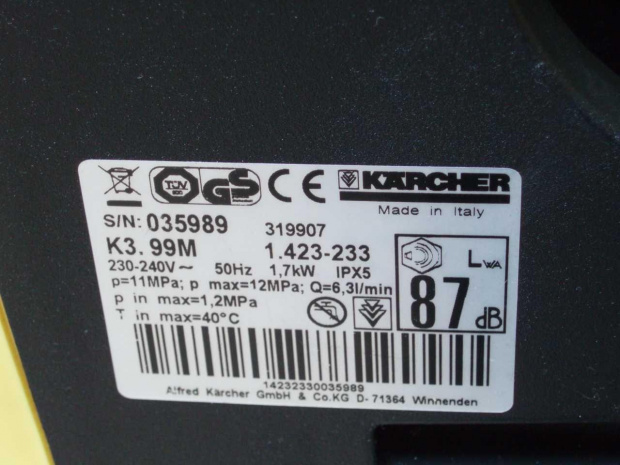 TÜV GS CE KÄRCHER
Made in Italy
S/N: 035989 319907
K3. 99M 1.423-233
230-240V ~ 50Hz 1,7kW IPX5
p=11MPa; p max=12MPa; Q=6,3l/min
p in max=1,2MPa
T in max=40°C
LWA
87 dB
14232330035989
Alfred Kärcher GmbH & Co.KG D-71364 Winnenden